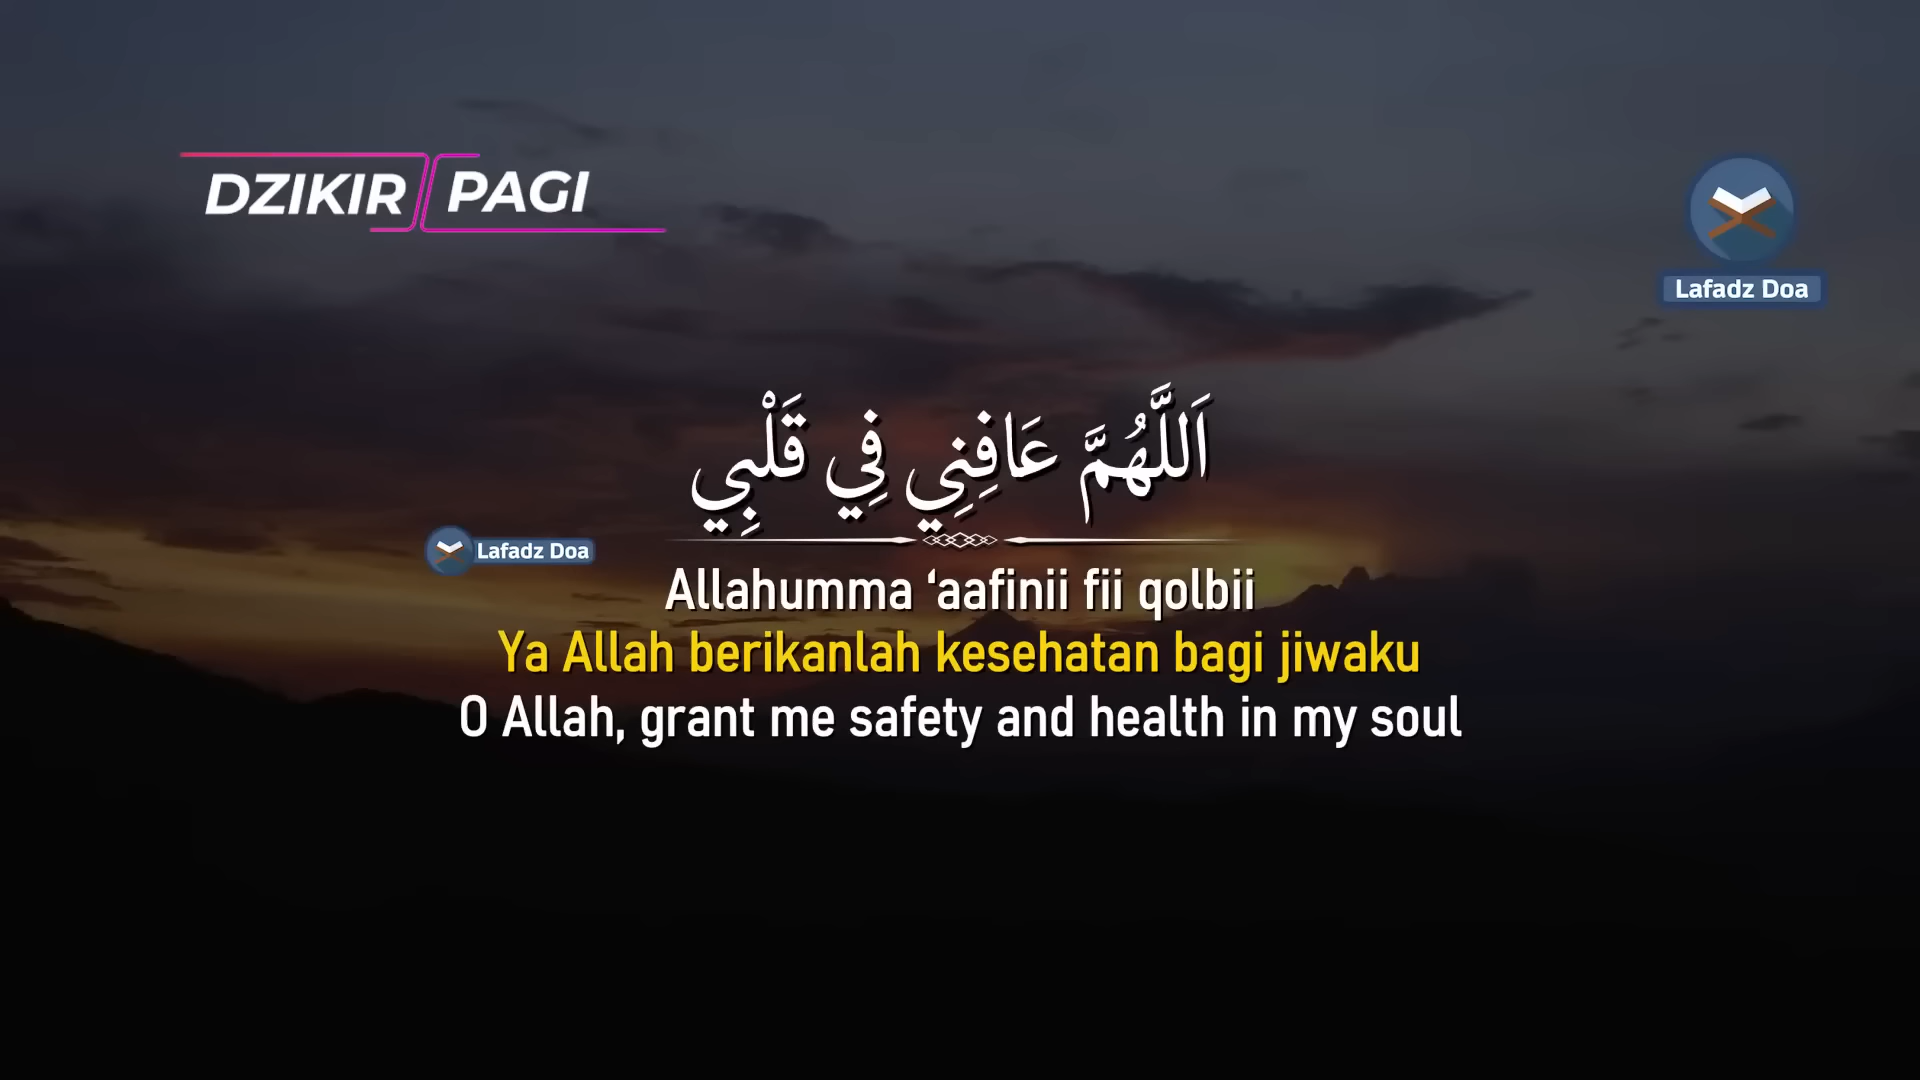 DZIKIR PAGI
Lafadz Doa
اَللَّهُمَّ عَافِنِي فِي قَلْبِي
Lafadz Doa
Allahumma ‘aafinii fii qolbii
Ya Allah berikanlah kesehatan bagi jiwaku
O Allah, grant me safety and health in my soul